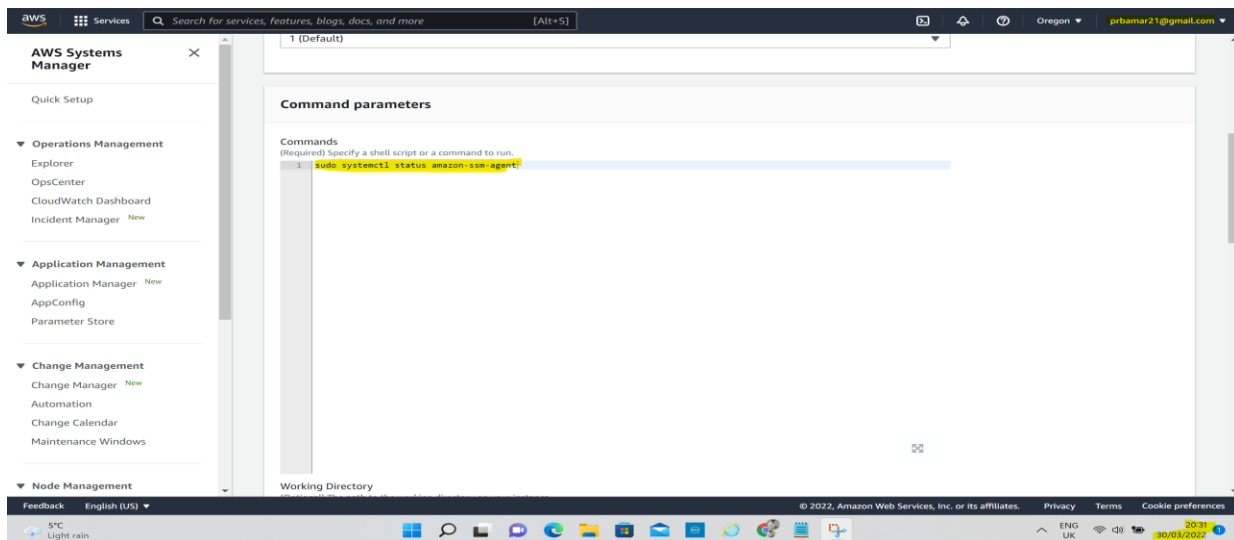 aws
Services
Search for services, features, blogs, docs, and more
[Alt+S]
Oregon
prbamar21@gmail.com
AWS Systems
Manager
Quick Setup
Operations Management
Explorer
OpsCenter
CloudWatch Dashboard
Incident Manager New
Application Management
Application Manager New
AppConfig
Parameter Store
Change Management
Change Manager New
Automation
Change Calendar
Maintenance Windows
Node Management
1 (Default)
Command parameters
Commands
(Required) Specify a shell script or a command to run.
1 sudo systemctl status amazon-ssm-agent
Working Directory
Feedback English (US)
© 2022, Amazon Web Services, Inc. or its affiliates. Privacy Terms Cookie preferences
5°C
Light rain
ENG
UK
20:31
30/03/2022
1